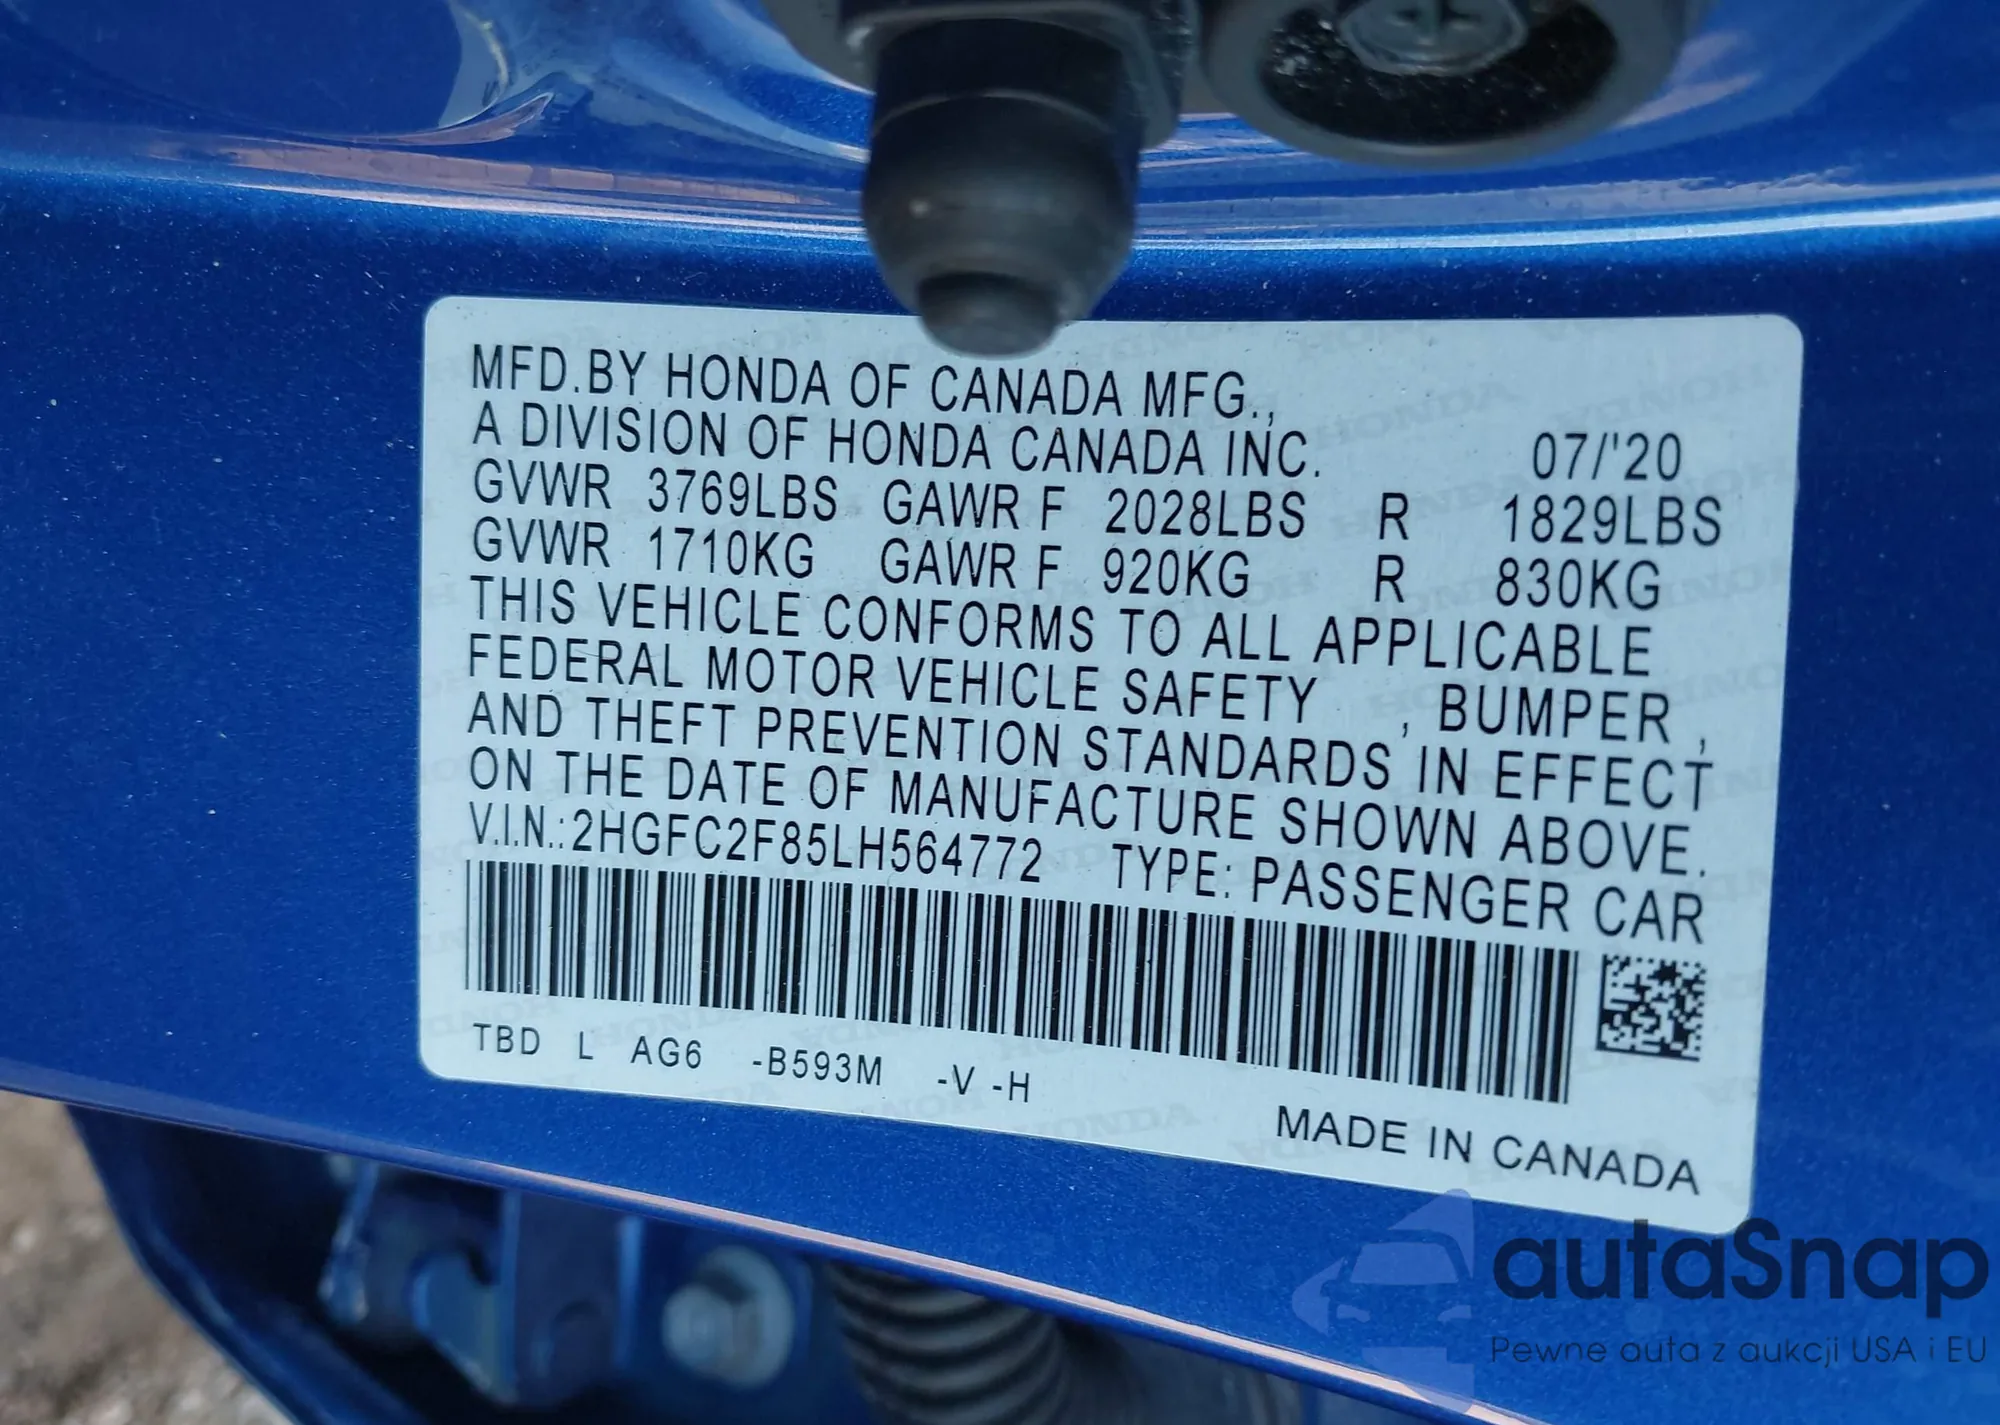 MFD.BY HONDA OF CANADA MFG.,
A DIVISION OF HONDA CANADA INC. 07/'20
GVWR 3769LBS GAWR F 2028LBS R 1829LBS
GVWR 1710KG GAWR F 920KG R 830KG
THIS VEHICLE CONFORMS TO ALL APPLICABLE
FEDERAL MOTOR VEHICLE SAFETY , BUMPER ,
AND THEFT PREVENTION STANDARDS IN EFFECT
ON THE DATE OF MANUFACTURE SHOWN ABOVE.
V.I.N.:2HGFC2F85LH564772 TYPE: PASSENGER CAR
TBD L AG6 -B593M -V -H
MADE IN CANADA
autaSnap
Pewne auta z aukcji USA i EU